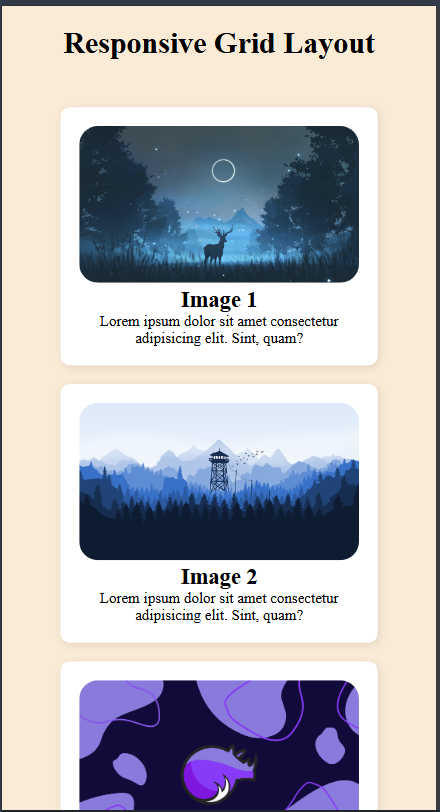 Responsive Grid Layout
Image 1
Lorem ipsum dolor sit amet consectetur
adipisicing elit. Sint, quam?
Image 2
Lorem ipsum dolor sit amet consectetur
adipisicing elit. Sint, quam?